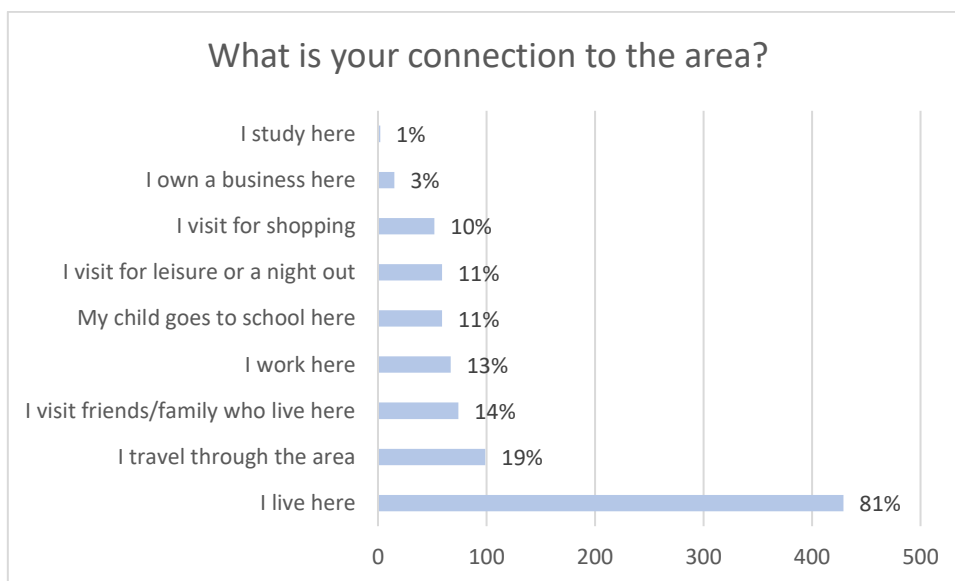 What is your connection to the area?
I study here 1%
I own a business here 3%
I visit for shopping 10%
I visit for leisure or a night out 11%
My child goes to school here 11%
I work here 13%
I visit friends/family who live here 14%
I travel through the area 19%
I live here 81%
0 100 200 300 400 500